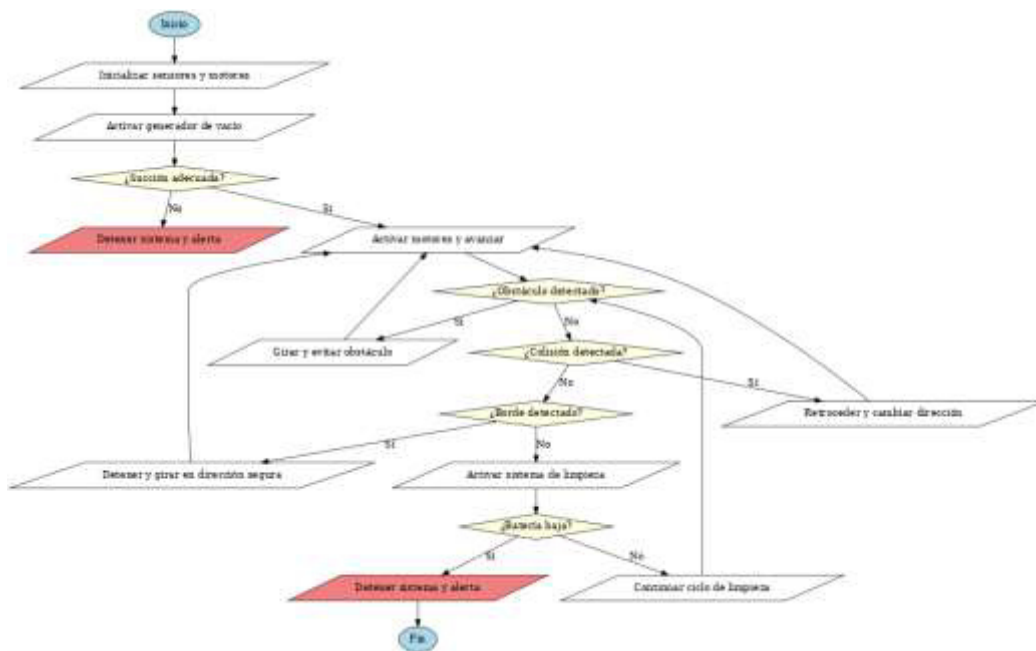 Inicio
Inicializar sensores y motores
Activar generador de vacío
¿Succión adecuada?
No
Sí
Detener sistema y alerta
Activar motores y avanzar
¿Obstáculo detectado?
Sí
No
Girar y evitar obstáculo
¿Colisión detectada?
No
Sí
Retroceder y cambiar dirección
¿Borde detectado?
Sí
No
Detener y girar en dirección segura
Activar sistema de limpieza
¿Batería baja?
Sí
No
Detener sistema y alerta
Continuar ciclo de limpieza
Fin